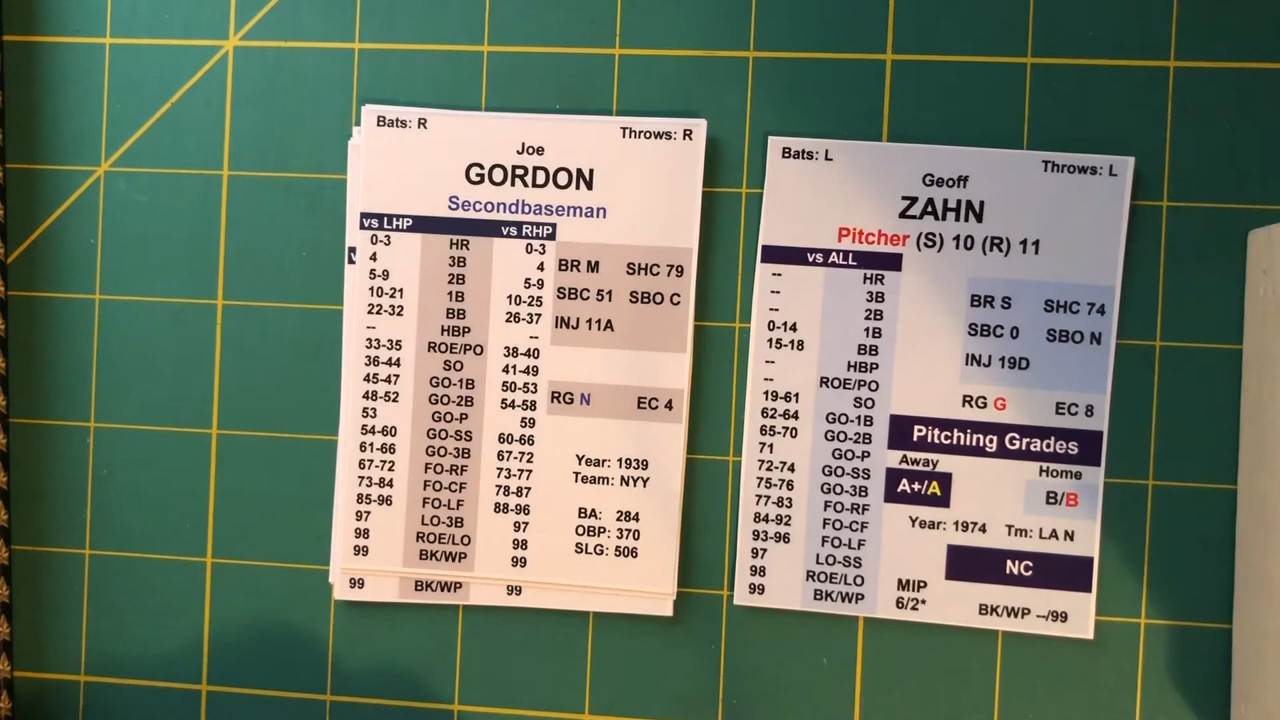 Bats: R Throws: R
Joe
GORDON
Secondbaseman
vs LHP vs RHP
0-3 HR 0-3
4 3B 4
5-9 2B 5-9
10-21 1B 10-25
22-32 BB 26-37
-- HBP --
33-35 ROE/PO 38-40
36-44 SO 41-49
45-47 GO-1B 50-53
48-52 GO-2B 54-58
53 GO-P 59
54-60 GO-SS 60-66
61-66 GO-3B 67-72
67-72 FO-RF 73-77
73-84 FO-CF 78-87
85-96 FO-LF 88-96
97 LO-3B 97
98 ROE/LO 98
99 BK/WP 99
BR M SHC 79
SBC 51 SBO C
INJ 11A
RG N EC 4
Year: 1939
Team: NYY
BA: 284
OBP: 370
SLG: 506
99 BK/WP 99
Bats: L Throws: L
Geoff
ZAHN
Pitcher (S) 10 (R) 11
vs ALL
-- HR
-- 3B
-- 2B
0-14 1B
15-18 BB
-- HBP
-- ROE/PO
19-61 SO
62-64 GO-1B
65-70 GO-2B
71 GO-P
72-74 GO-SS
75-76 GO-3B
77-83 FO-RF
84-92 FO-CF
93-96 FO-LF
97 LO-SS
98 ROE/LO
99 BK/WP
BR S SHC 74
SBC 0 SBO N
INJ 19D
RG G EC 8
Pitching Grades
Away Home
A+/A B/B
Year: 1974 Tm: LA N
NC
MIP
6/2*
BK/WP --/99